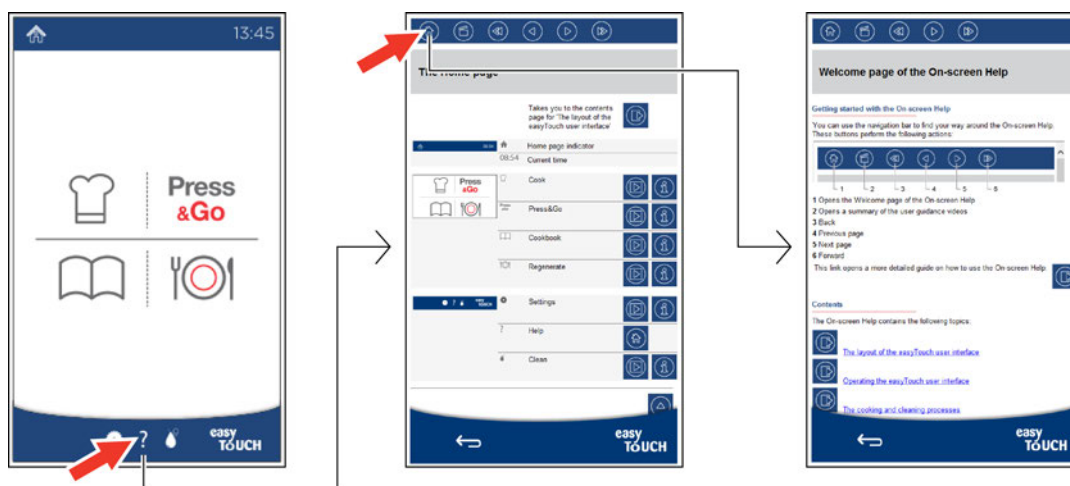 13:45
Press
&Go
?
easy
TOUCH
The Home page
Takes you to the contents
page for 'The layout of the
easyTouch user interface'
Home page indicator
08:54 Current time
Press
&Go
Cook
Press&Go
Cookbook
Regenerate
? easy TOUCH
Settings
? Help
Clean
easy
TOUCH
Welcome page of the On-screen Help
Getting started with the On-screen Help
You can use the navigation bar to find your way around the On-screen Help.
These buttons perform the following actions:
1 2 3 4 5 6
1 Opens the Welcome page of the On-screen Help
2 Opens a summary of the user guidance videos
3 Back
4 Previous page
5 Next page
6 Forward
This link opens a more detailed guide on how to use the On-screen Help
Contents
The On-screen Help contains the following topics:
The layout of the easyTouch user interface
Operating the easyTouch user interface
The cooking and cleaning processes
easy
TOUCH